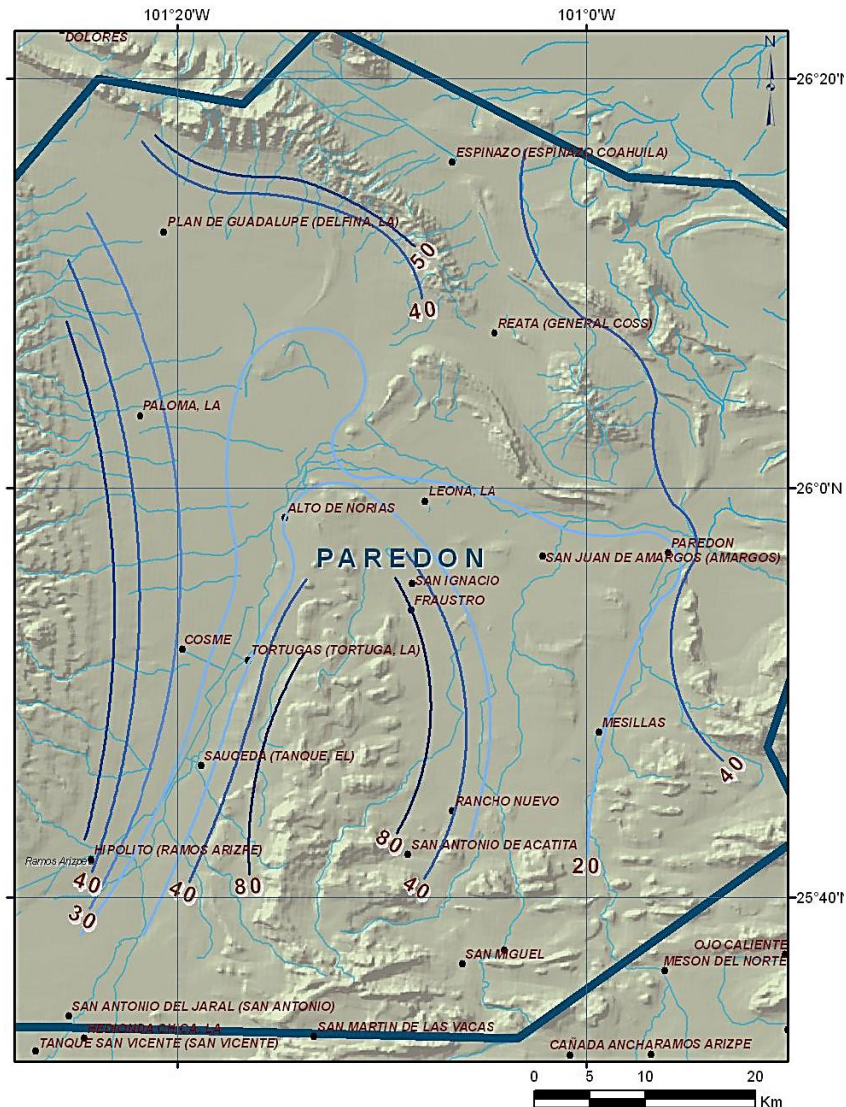 101°20'W
101°0'W
DOLORES
N
26°20'N
ESPINAZO (ESPINAZO COAHUILA)
PLAN DE GUADALUPE (DELFINA, LA)
50
40
REATA (GENERAL COSS)
PALOMA, LA
26°0'N
LEONA, LA
ALTO DE NORIAS
PAREDON
PAREDON
SAN JUAN DE AMARGOS (AMARGOS)
SAN IGNACIO
FRAUSTRO
COSME
TORTUGAS (TORTUGA, LA)
MESILLAS
SAUCEDA (TANQUE, EL)
40
RANCHO NUEVO
80
SAN ANTONIO DE ACATITA
HIPOLITO (RAMOS ARIZPE)
Ramos Arizpe
20
40
40
80
40
25°40'N
30
OJO CALIENTE
SAN MIGUEL
MESON DEL NORTE
SAN ANTONIO DEL JARAL (SAN ANTONIO)
HEDIONDA CHICA, LA
SAN MARTIN DE LAS VACAS
TANQUE SAN VICENTE (SAN VICENTE)
CAÑADA ANCHA
RAMOS ARIZPE
0 5 10 20
Km